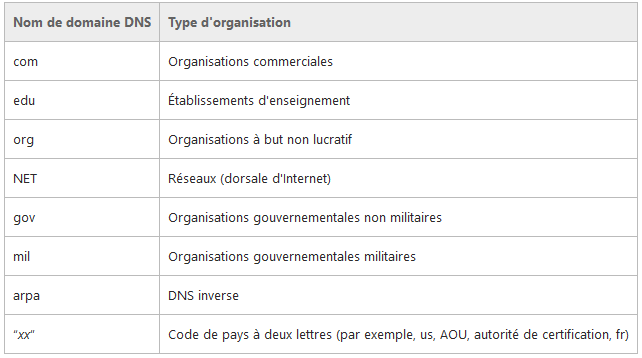 Nom de domaine DNS Type d'organisation
com Organisations commerciales
edu Établissements d'enseignement
org Organisations à but non lucratif
NET Réseaux (dorsale d'Internet)
gov Organisations gouvernementales non militaires
mil Organisations gouvernementales militaires
arpa DNS inverse
"xx" Code de pays à deux lettres (par exemple, us, AOU, autorité de certification, fr)